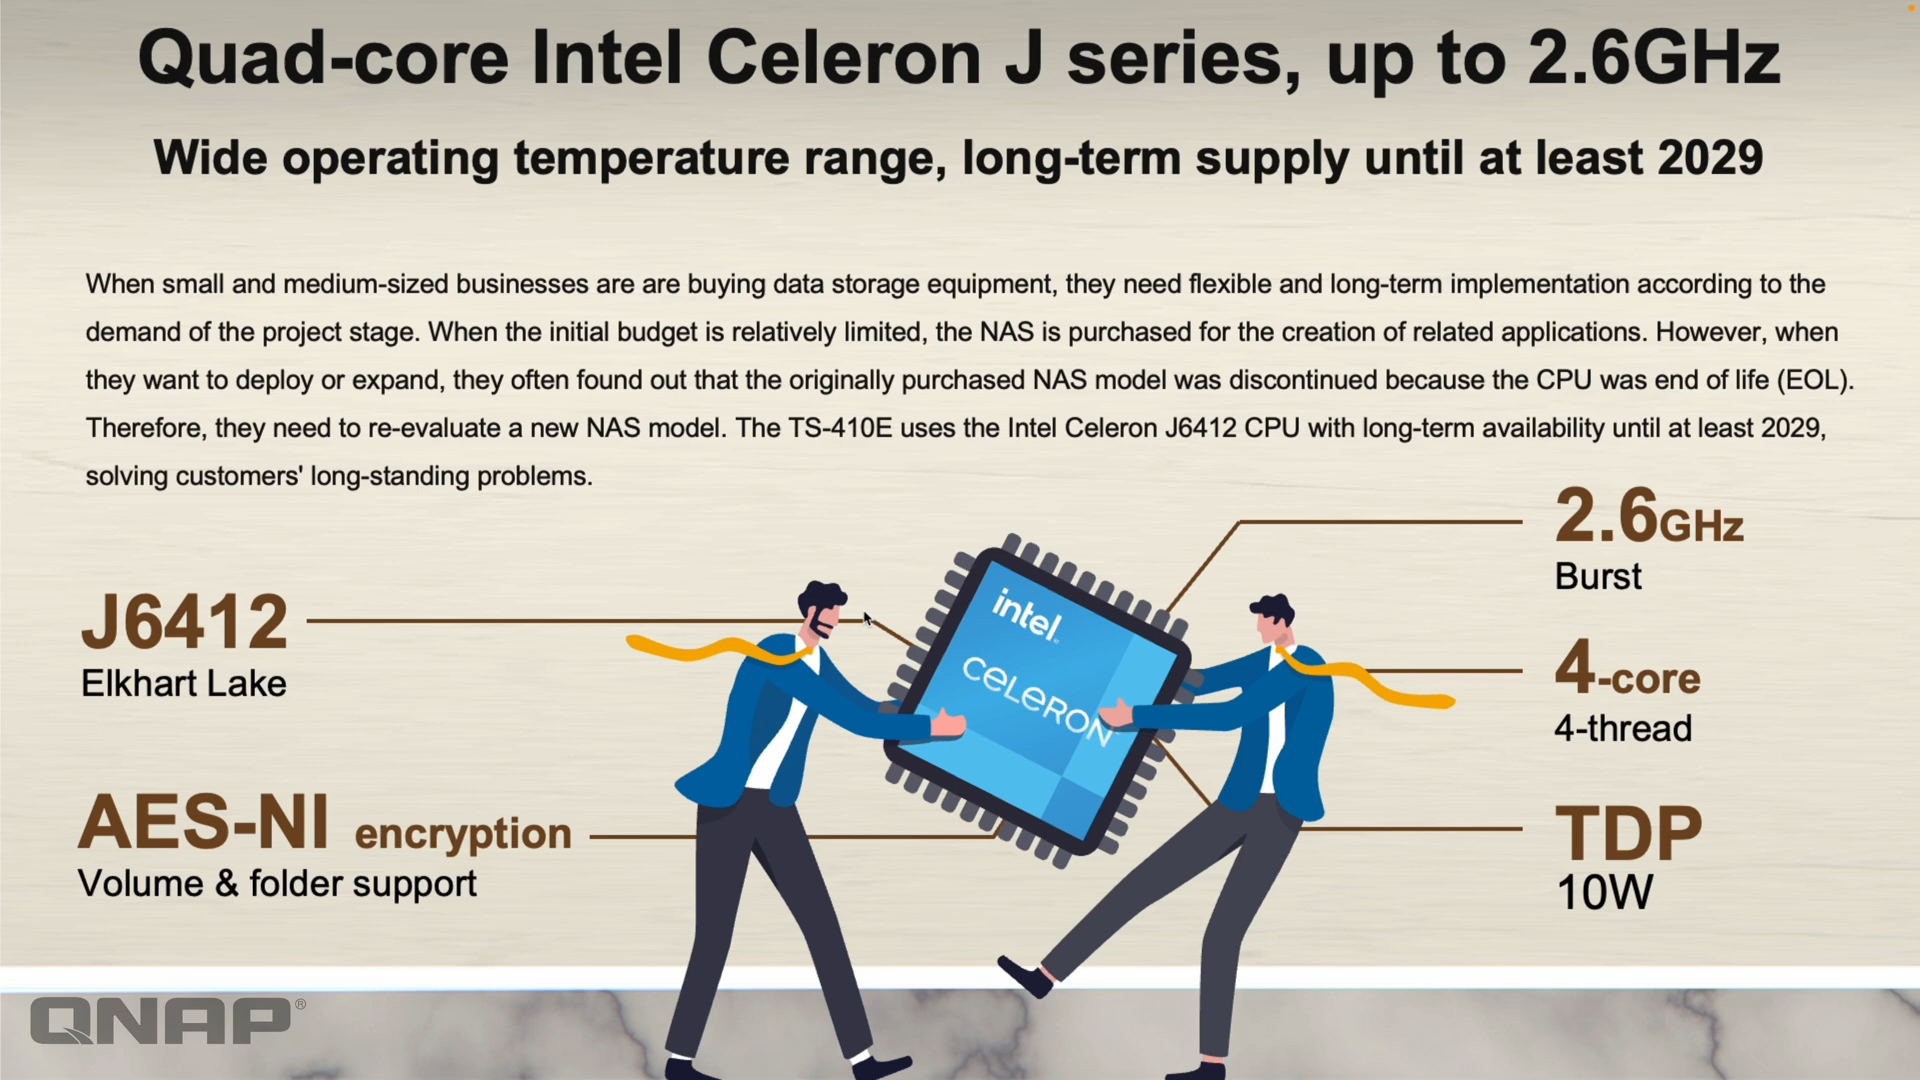 Quad-core Intel Celeron J series, up to 2.6GHz
Wide operating temperature range, long-term supply until at least 2029
When small and medium-sized businesses are are buying data storage equipment, they need flexible and long-term implementation according to the
demand of the project stage. When the initial budget is relatively limited, the NAS is purchased for the creation of related applications. However, when
they want to deploy or expand, they often found out that the originally purchased NAS model was discontinued because the CPU was end of life (EOL).
Therefore, they need to re-evaluate a new NAS model. The TS-410E uses the Intel Celeron J6412 CPU with long-term availability until at least 2029,
solving customers' long-standing problems.
J6412
Elkhart Lake
AES-NI encryption
Volume & folder support
intel.
CELERON
2.6GHz
Burst
4-core
4-thread
TDP
10W
QNAP®